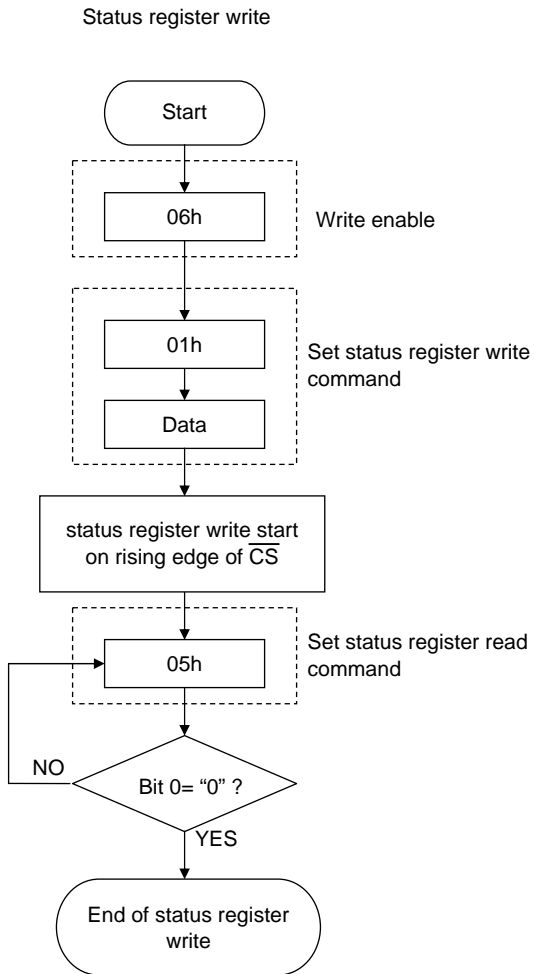 Status register write
Start
06h
Write enable
01h
Set status register write
command
Data
status register write start
on rising edge of C̅S̅
05h
Set status register read
command
NO
Bit 0= “0” ?
YES
End of status register
write